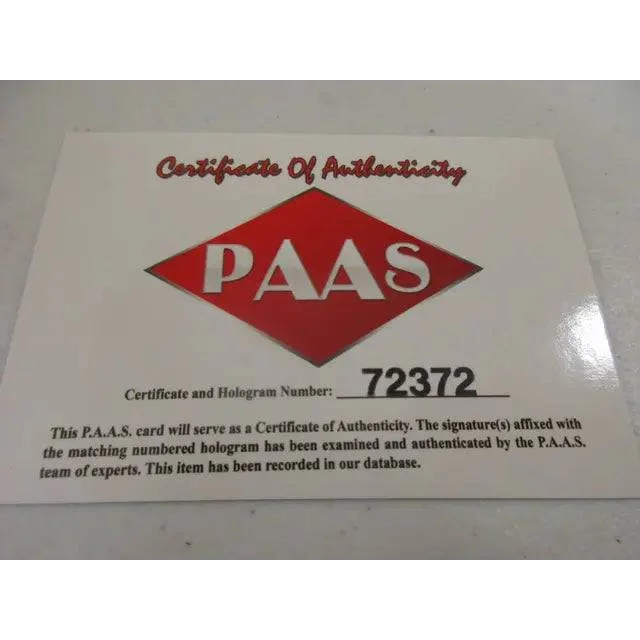 Certificate Of Authenticity
PAAS
Certificate and Hologram Number: 72372
This P.A.A.S. card will serve as a Certificate of Authenticity. The signature(s) affixed with
the matching numbered hologram has been examined and authenticated by the P.A.A.S.
team of experts. This item has been recorded in our database.